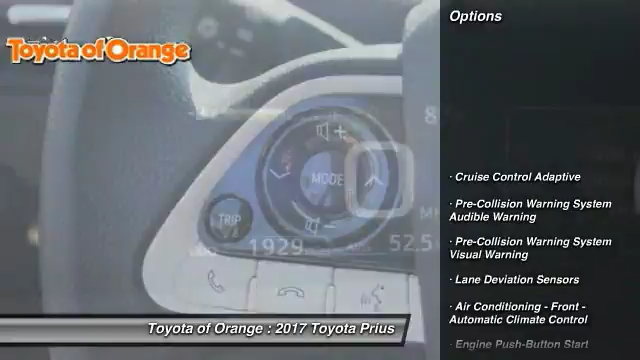 Options
Toyota of Orange
MODE
TRIP
1929
52.5
· Cruise Control Adaptive
· Pre-Collision Warning System
Audible Warning
· Pre-Collision Warning System
Visual Warning
· Lane Deviation Sensors
· Air Conditioning - Front -
Automatic Climate Control
· Engine Push-Button Start
Toyota of Orange : 2017 Toyota Prius